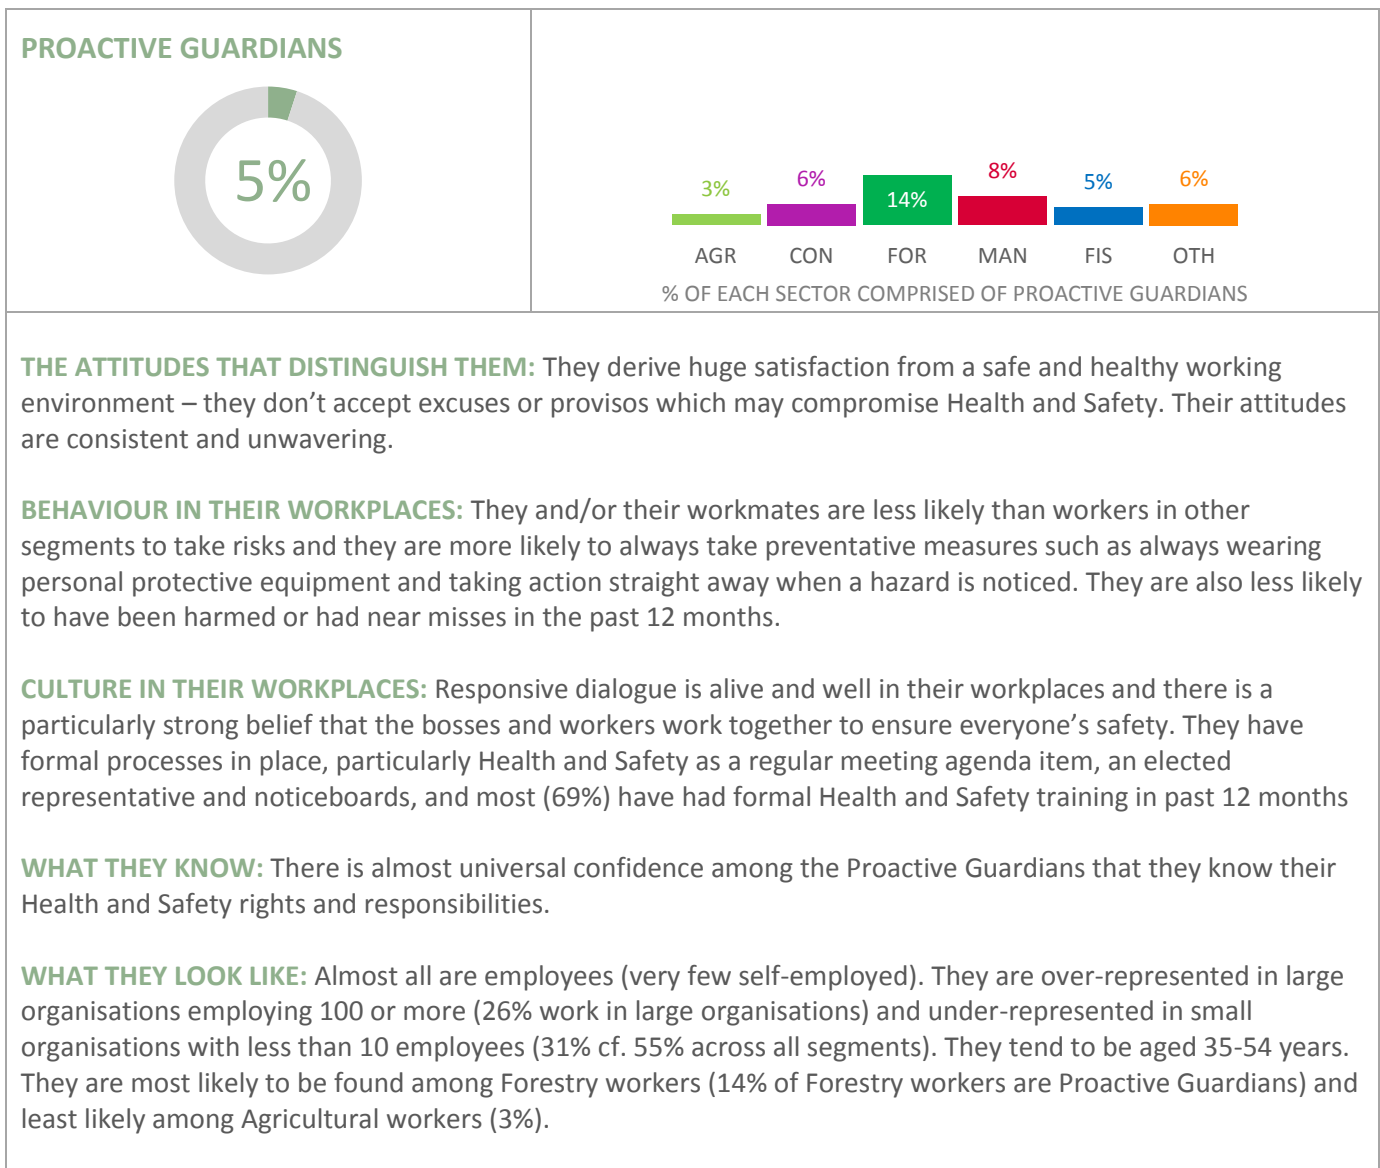 PROACTIVE GUARDIANS
5%
3%
6%
14%
8%
5%
6%
AGR
CON
FOR
MAN
FIS
OTH
% OF EACH SECTOR COMPRISED OF PROACTIVE GUARDIANS
THE ATTITUDES THAT DISTINGUISH THEM: They derive huge satisfaction from a safe and healthy working
environment – they don’t accept excuses or provisos which may compromise Health and Safety. Their attitudes
are consistent and unwavering.
BEHAVIOUR IN THEIR WORKPLACES: They and/or their workmates are less likely than workers in other
segments to take risks and they are more likely to always take preventative measures such as always wearing
personal protective equipment and taking action straight away when a hazard is noticed. They are also less likely
to have been harmed or had near misses in the past 12 months.
CULTURE IN THEIR WORKPLACES: Responsive dialogue is alive and well in their workplaces and there is a
particularly strong belief that the bosses and workers work together to ensure everyone’s safety. They have
formal processes in place, particularly Health and Safety as a regular meeting agenda item, an elected
representative and noticeboards, and most (69%) have had formal Health and Safety training in past 12 months
WHAT THEY KNOW: There is almost universal confidence among the Proactive Guardians that they know their
Health and Safety rights and responsibilities.
WHAT THEY LOOK LIKE: Almost all are employees (very few self-employed). They are over-represented in large
organisations employing 100 or more (26% work in large organisations) and under-represented in small
organisations with less than 10 employees (31% cf. 55% across all segments). They tend to be aged 35-54 years.
They are most likely to be found among Forestry workers (14% of Forestry workers are Proactive Guardians) and
least likely among Agricultural workers (3%).